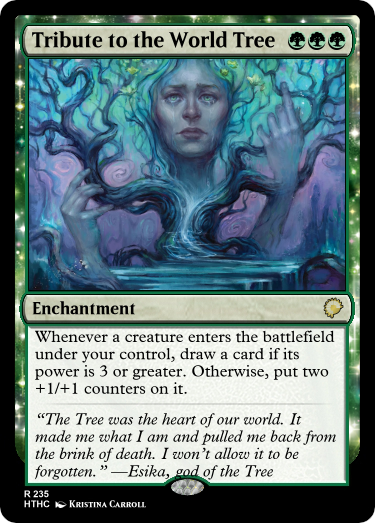 Tribute to the World Tree
Enchantment
Whenever a creature enters the battlefield
under your control, draw a card if its
power is 3 or greater. Otherwise, put two
+1/+1 counters on it.
“The Tree was the heart of our world. It
made me what I am and pulled me back from
the brink of death. I won’t allow it to be
forgotten.” —Esika, god of the Tree
R 235
HTHC Kristina Carroll